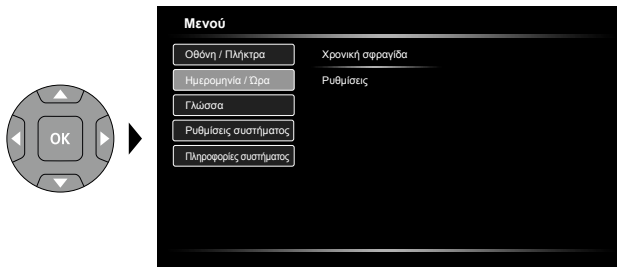 Μενού
Οθόνη / Πλήκτρα
Χρονική σφραγίδα
Ημερομηνία / Ώρα
Ρυθμίσεις
Γλώσσα
Ρυθμίσεις συστήματος
Πληροφορίες συστήματος
OK